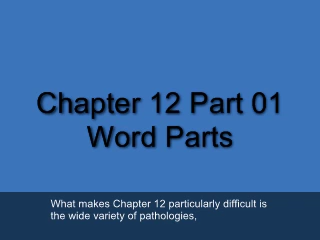 Chapter 12 Part 01
Word Parts
What makes Chapter 12 particularly difficult is
the wide variety of pathologies,